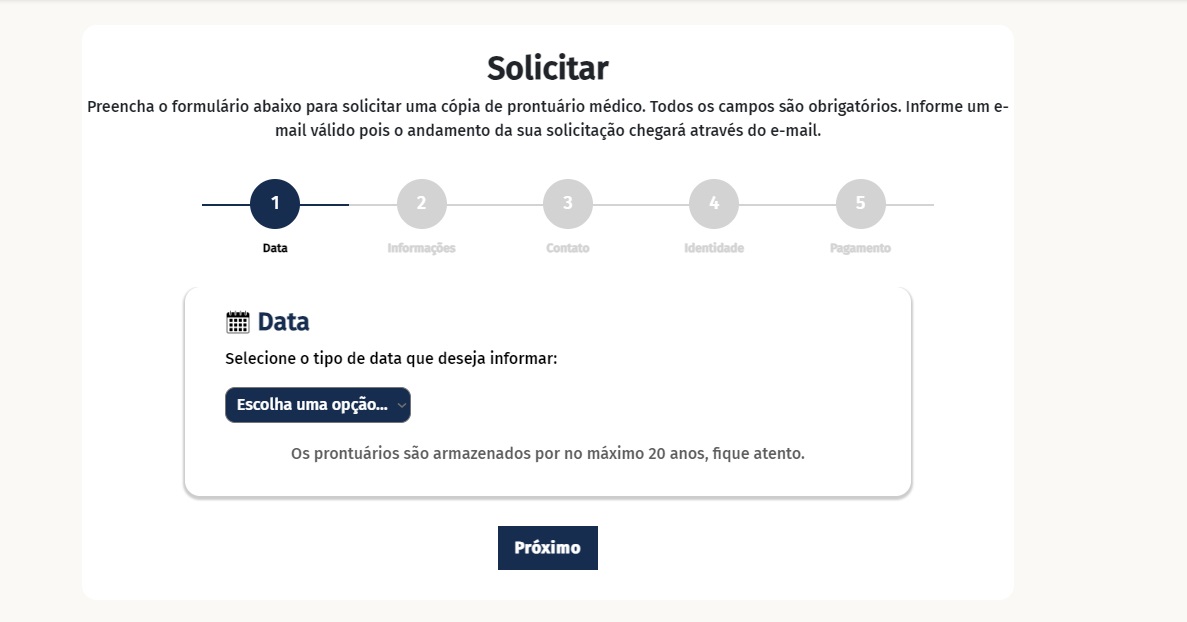 Solicitar
Preencha o formulário abaixo para solicitar uma cópia de prontuário médico. Todos os campos são obrigatórios. Informe um e-
mail válido pois o andamento da sua solicitação chegará através do e-mail.
1 2 3 4 5
Data Informações Contato Identidade Pagamento
Data
Selecione o tipo de data que deseja informar:
Escolha uma opção...
Os prontuários são armazenados por no máximo 20 anos, fique atento.
Próximo